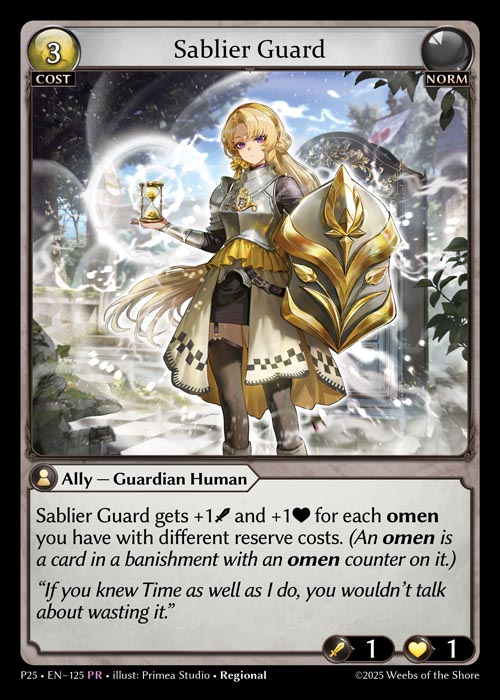 3
Sablier Guard
COST
NORM
Ally — Guardian Human
Sablier Guard gets +1 and +1 for each omen
you have with different reserve costs. (An omen is
a card in a banishment with an omen counter on it.)
“If you knew Time as well as I do, you wouldn’t talk
about wasting it.”
1
1
P25 • EN–125 PR • illust: Primea Studio • Regional
©2025 Weebs of the Shore